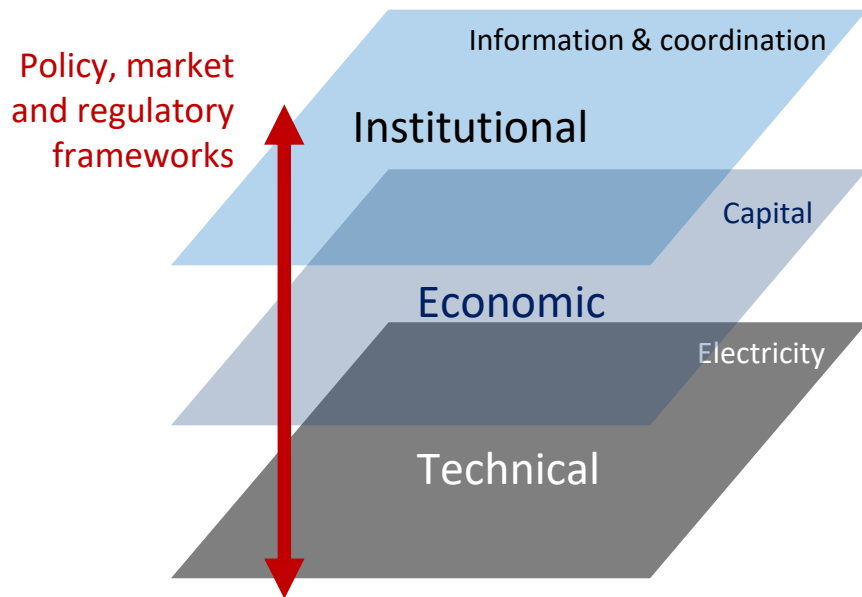 Information & coordination
Policy, market
and regulatory
frameworks
Institutional
Capital
Economic
Electricity
Technical